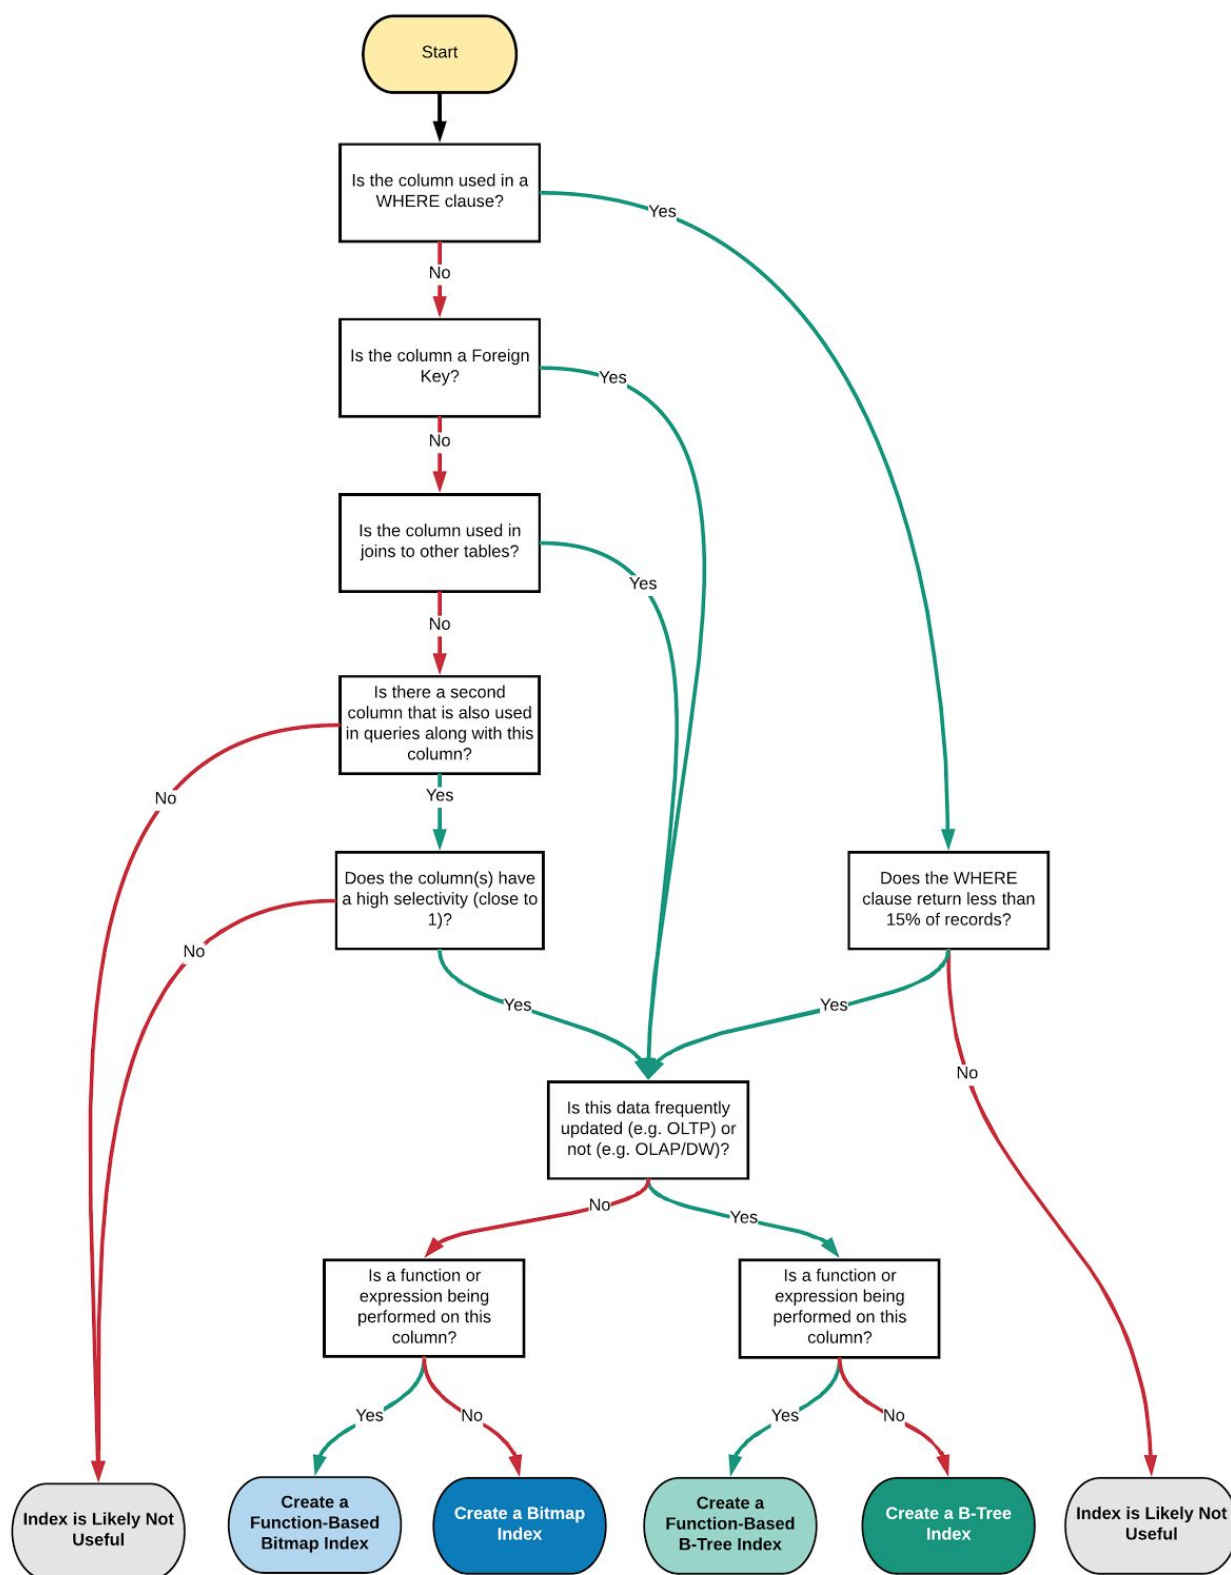 Start
Is the column used in a
WHERE clause?
Yes
No
Is the column a Foreign
Key?
Yes
No
Is the column used in
joins to other tables?
Yes
No
Is there a second
column that is also used
in queries along with this
column?
No
Yes
Does the column(s) have
a high selectivity (close to
1)?
Does the WHERE
clause return less than
15% of records?
No
Yes
Yes
No
Is this data frequently
updated (e.g. OLTP) or
not (e.g. OLAP/DW)?
No
Yes
Is a function or
expression being
performed on this
column?
Is a function or
expression being
performed on this
column?
Yes
No
Yes
No
Index is Likely Not
Useful
Create a
Function-Based
Bitmap Index
Create a Bitmap
Index
Create a
Function-Based
B-Tree Index
Create a B-Tree
Index
Index is Likely Not
Useful